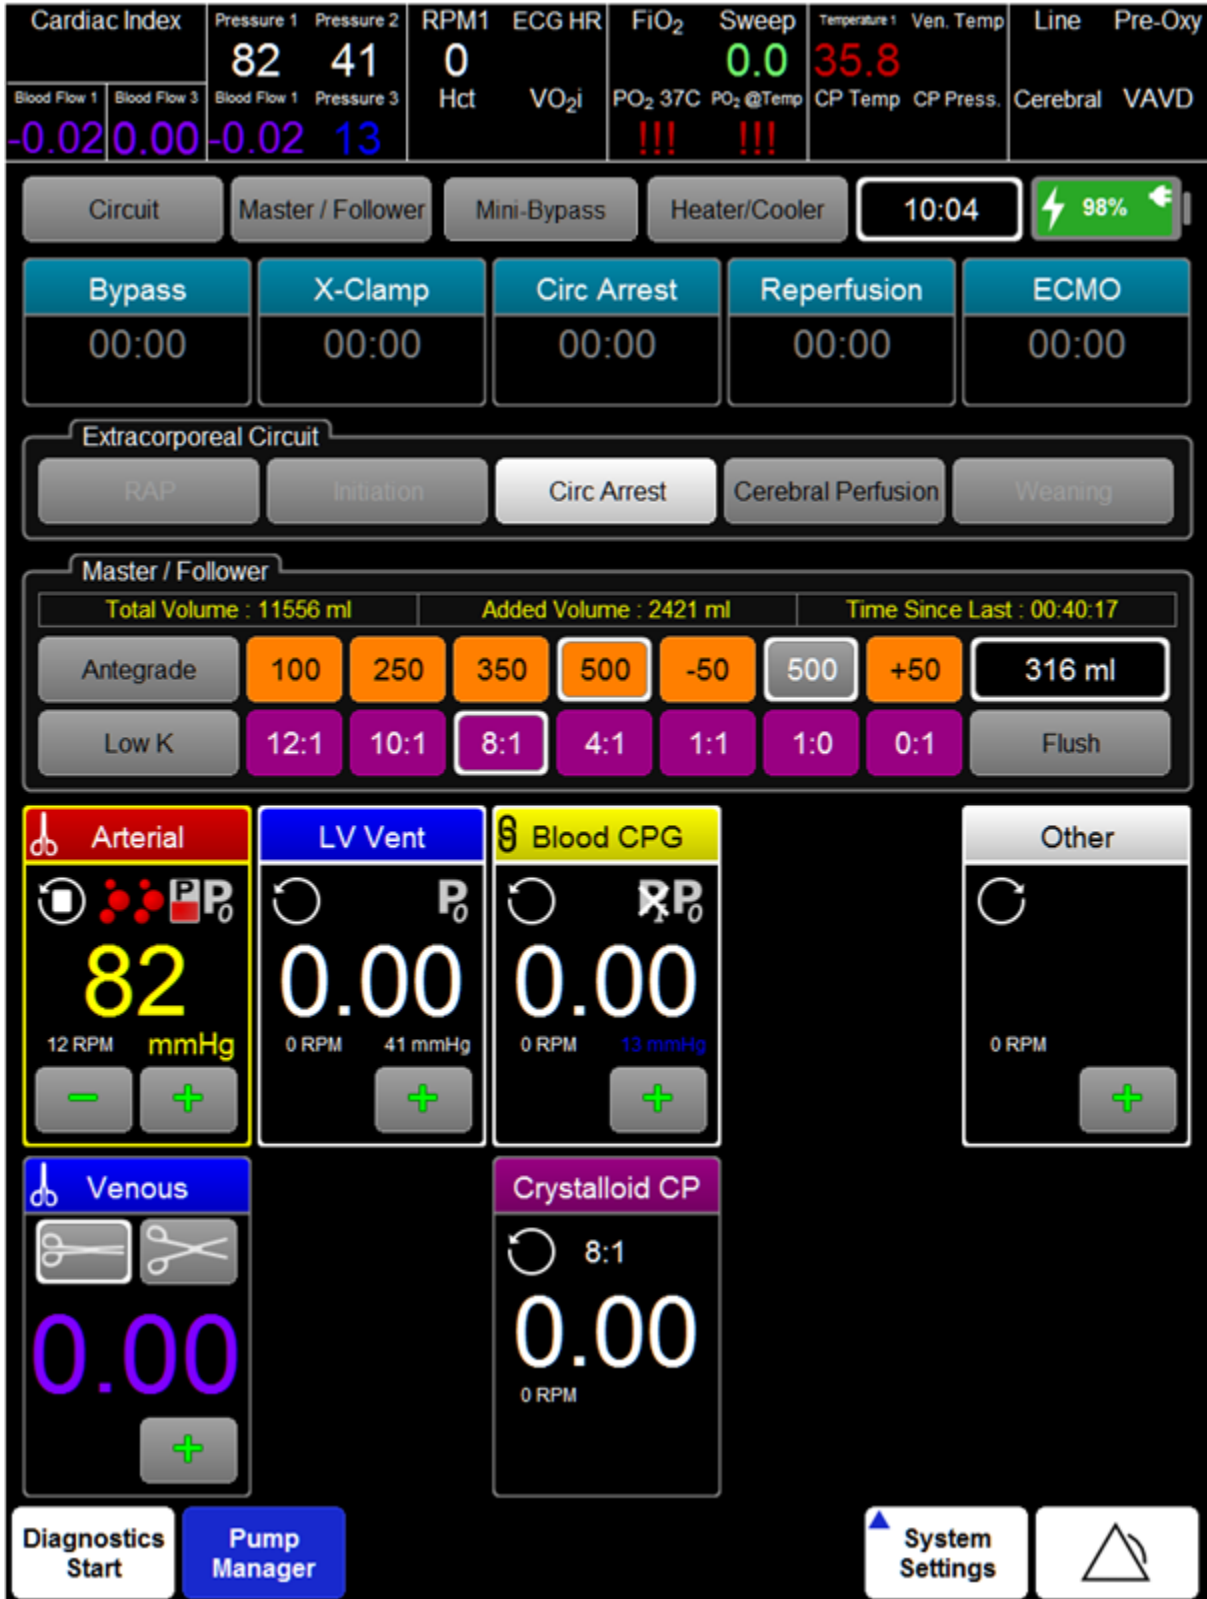 Cardiac Index Pressure 1 Pressure 2 RPM1 ECG HR FiO₂ Sweep Temperature 1 Ven. Temp Line Pre-Oxy
82 41 0 0.0 35.8
Blood Flow 1 Blood Flow 3 Blood Flow 1 Pressure 3 Hct VO₂i PO₂ 37C PO₂ @Temp CP Temp CP Press. Cerebral VAVD
-0.02 0.00 -0.02 13 !!! !!!
Circuit Master / Follower Mini-Bypass Heater/Cooler 10:04 98%
Bypass X-Clamp Circ Arrest Reperfusion ECMO
00:00 00:00 00:00 00:00 00:00
Extracorporeal Circuit
RAP Initiation Circ Arrest Cerebral Perfusion Weaning
Master / Follower
Total Volume : 11556 ml Added Volume : 2421 ml Time Since Last : 00:40:17
Antegrade 100 250 350 500 -50 500 +50 316 ml
Low K 12:1 10:1 8:1 4:1 1:1 1:0 0:1 Flush
Arterial LV Vent Blood CPG Other
P P₀ P₀ P₁ P₀
82 0.00 0.00
12 RPM mmHg 0 RPM 41 mmHg 0 RPM 13 mmHg 0 RPM
− + + + +
Venous Crystalloid CP
8:1
0.00 0.00
0 RPM
+
Diagnostics Start Pump Manager System Settings